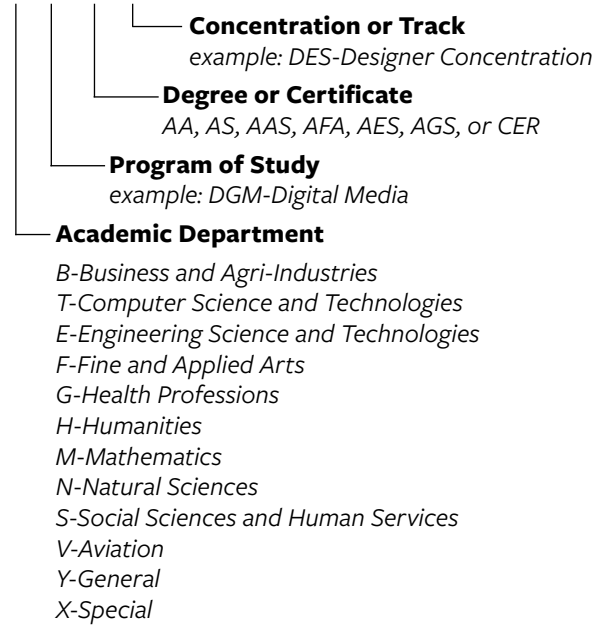 Concentration or Track
example: DES-Designer Concentration
Degree or Certificate
AA, AS, AAS, AFA, AES, AGS, or CER
Program of Study
example: DGM-Digital Media
Academic Department
B-Business and Agri-Industries
T-Computer Science and Technologies
E-Engineering Science and Technologies
F-Fine and Applied Arts
G-Health Professions
H-Humanities
M-Mathematics
N-Natural Sciences
S-Social Sciences and Human Services
V-Aviation
Y-General
X-Special